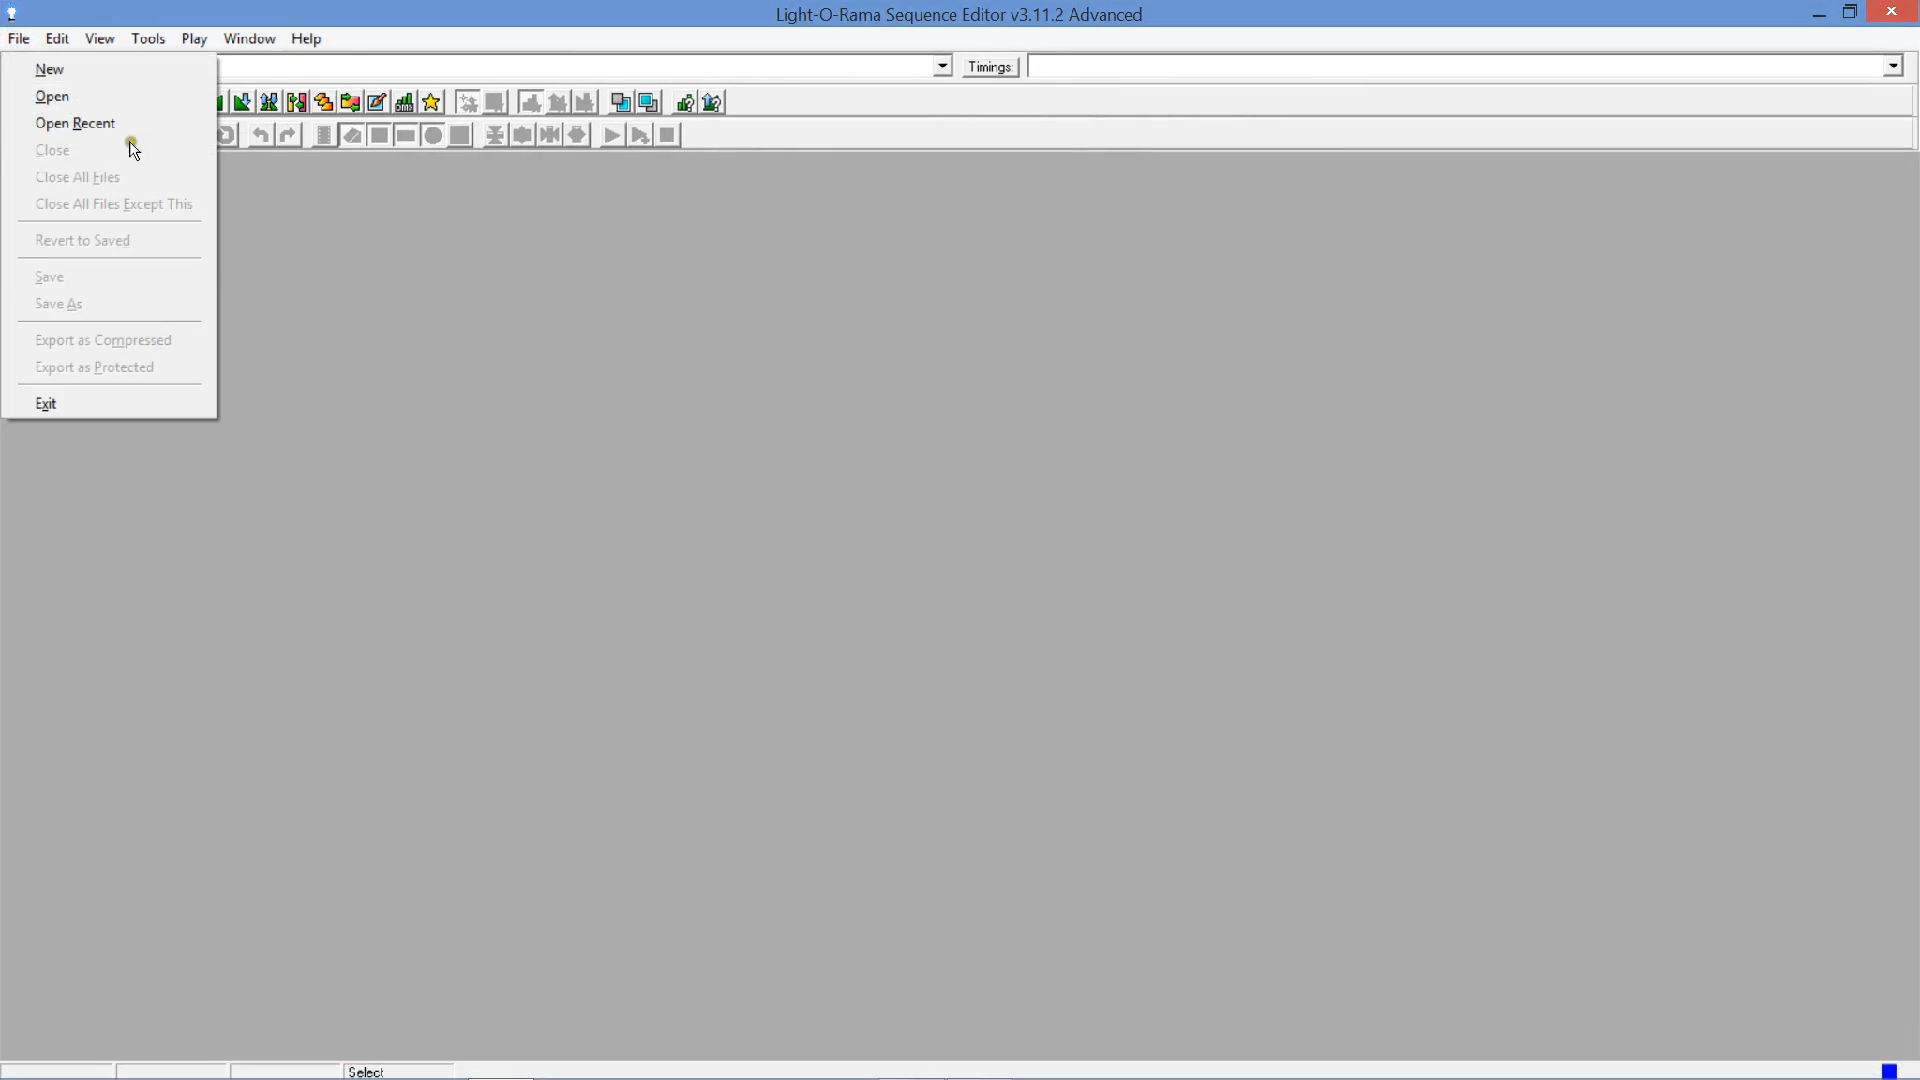 Light-O-Rama Sequence Editor v3.11.2 Advanced
File Edit View Tools Play Window Help
New
Open
Open Recent
Close
Close All Files
Close All Files Except This
Revert to Saved
Save
Save As
Export as Compressed
Export as Protected
Exit
Timings:
Select